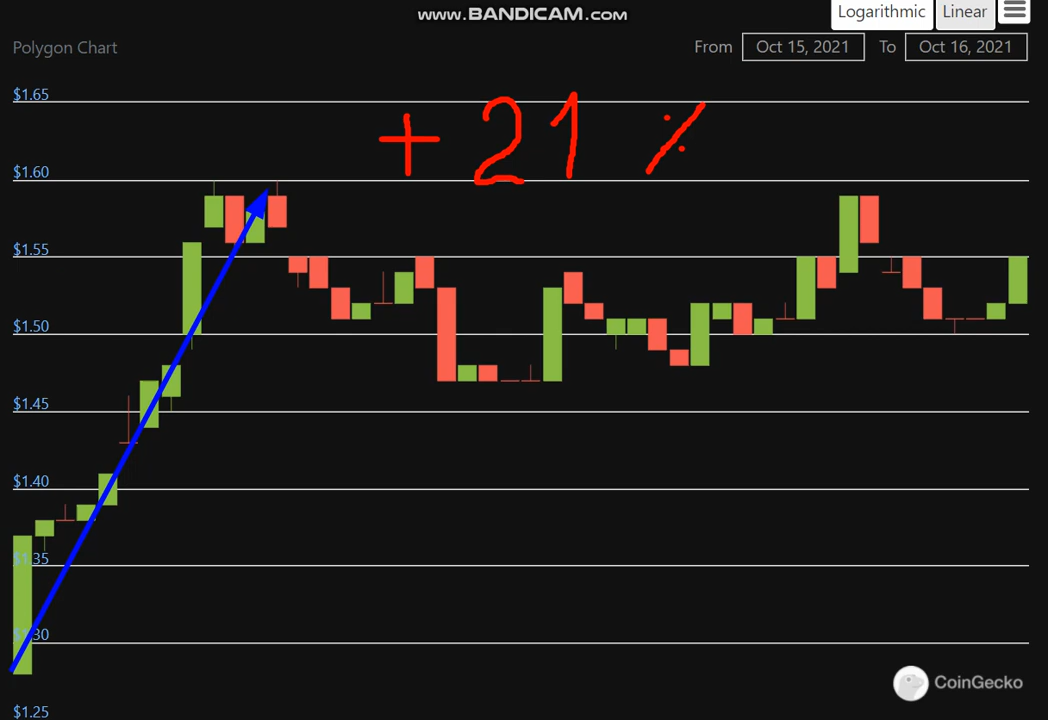 www.BANDICAM.com
Logarithmic Linear
Polygon Chart From Oct 15, 2021 To Oct 16, 2021
$1.65
+21 %
$1.60
$1.55
$1.50
$1.45
$1.40
$1.35
$1.30
CoinGecko
$1.25